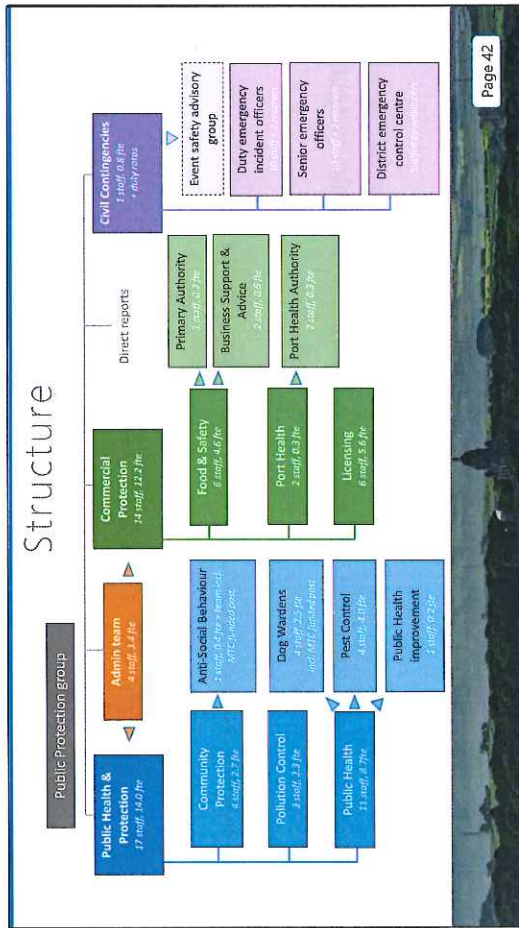 Structure
Public Protection group
Public Health &
Protection
17 staff, 14.0 fte
Admin team
4 staff, 3.4 fte
Commercial
Protection
14 staff, 12.2 fte
Direct reports
Civil Contingencies
1 staff, 0.8 fte
+ duty rotas
Community
Protection
4 staff, 2.7 fte
Anti-Social Behaviour
1 staff, 0.4 fte + team incl.
MTC funded post
Pollution Control
3 staff, 2.3 fte
Dog Wardens
4 staff, 2.5 fte
incl. MTC funded post
Public Health
11 staff, 8.7fte
Pest Control
4 staff, 4.0 fte
Public Health
improvement
1 staff, 0.2 fte
Food & Safety
6 staff, 4.6 fte
Primary Authority
Business Support &
Advice
2 staff, 0.6 fte
Port Health
2 staff, 0.3 fte
Port Health Authority
2 staff, 0.3 fte
Licensing
6 staff, 5.6 fte
Event safety advisory
group
Duty emergency
incident officers
Senior emergency
officers
District emergency
control centre
Page 42